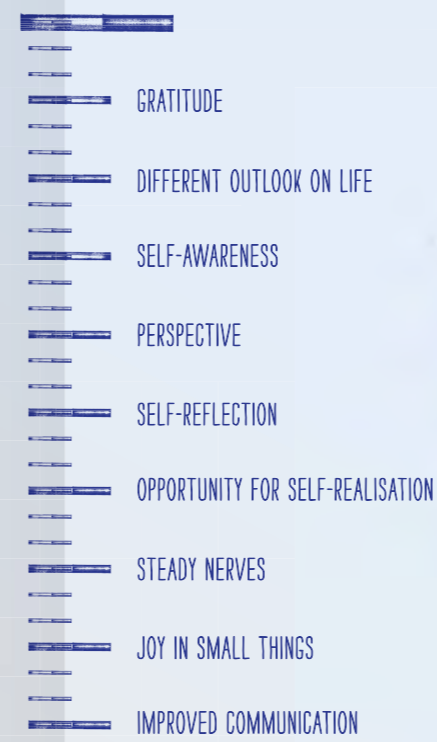 GRATITUDE
DIFFERENT OUTLOOK ON LIFE
SELF-AWARENESS
PERSPECTIVE
SELF-REFLECTION
OPPORTUNITY FOR SELF-REALISATION
STEADY NERVES
JOY IN SMALL THINGS
IMPROVED COMMUNICATION